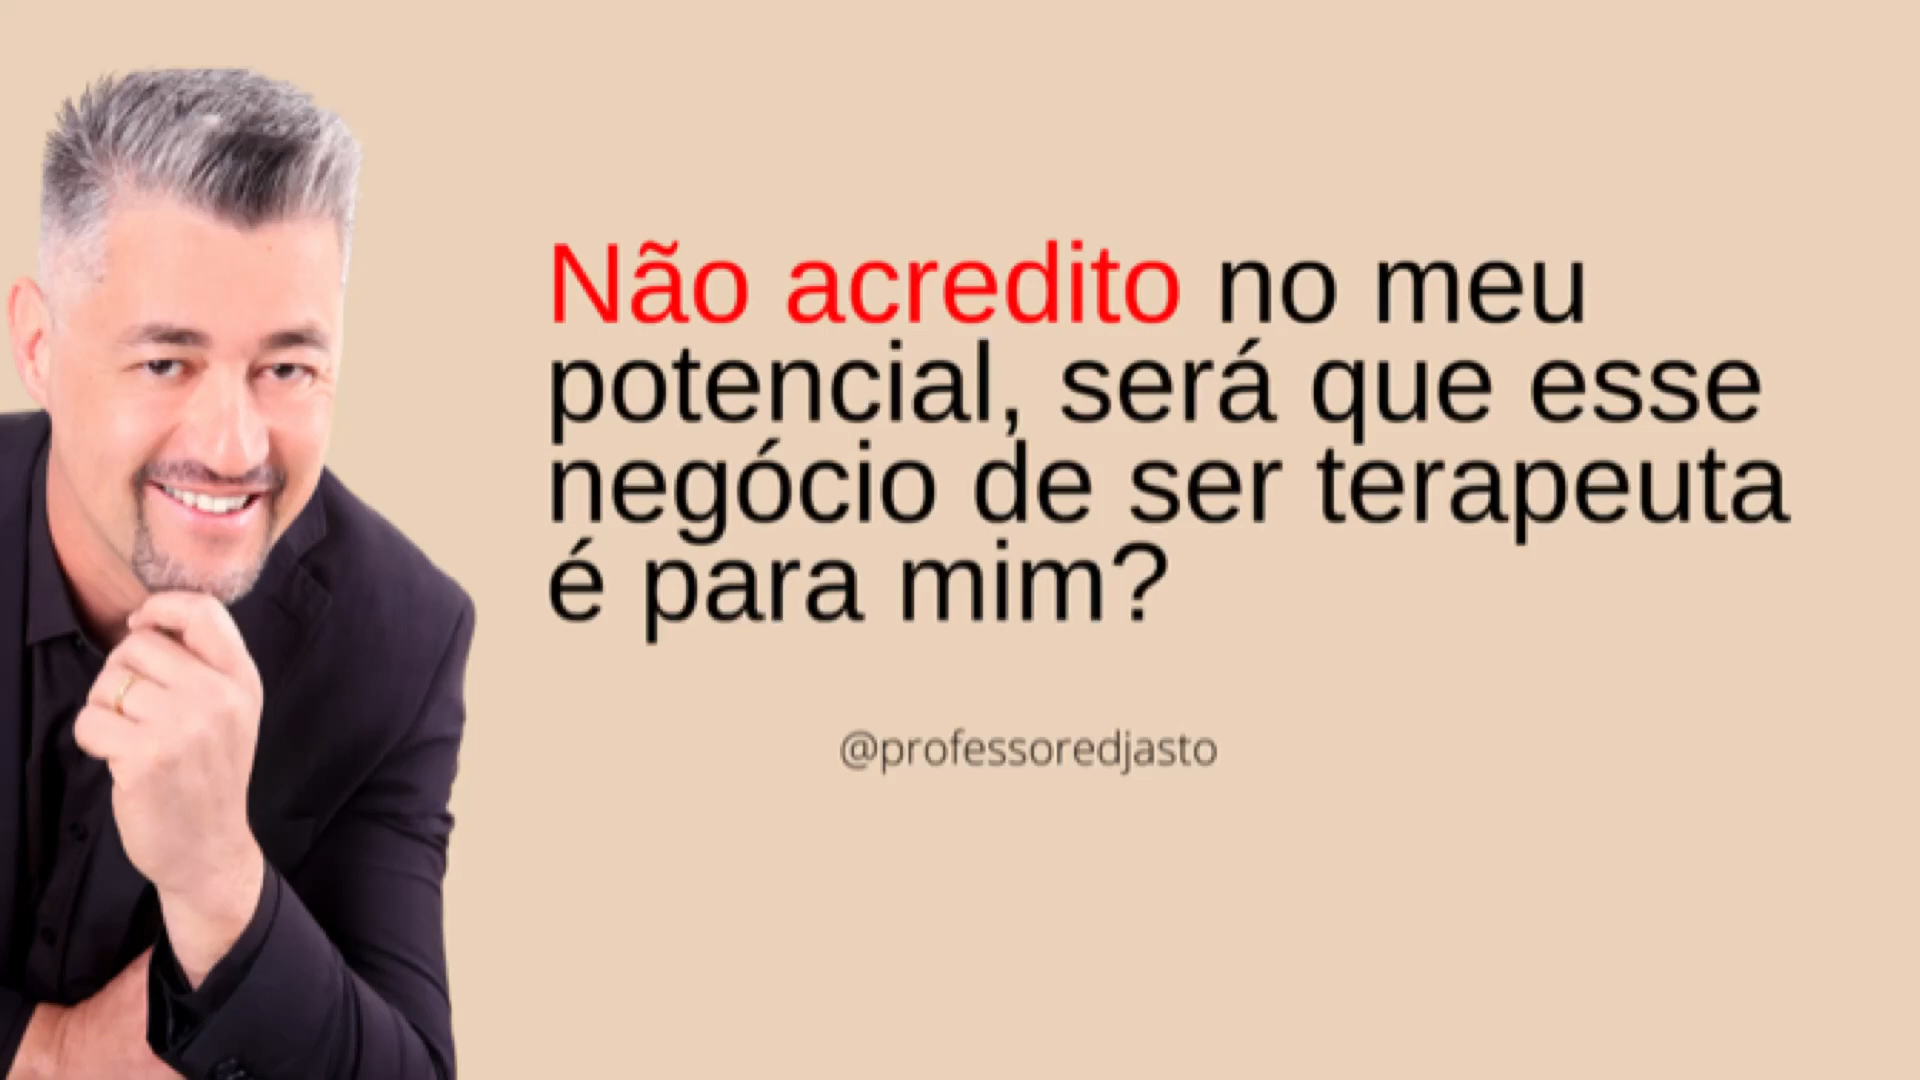 Não acredito no meu
potencial, será que esse
negócio de ser terapeuta
é para mim?
@professoredjasto